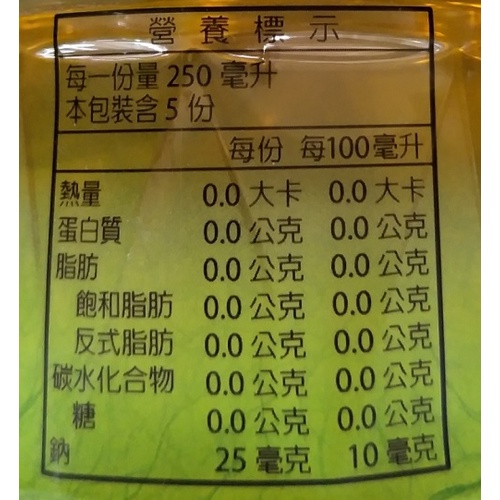 營養標示
每一份量 250 毫升
本包裝含 5 份
每份 每100毫升
熱量 0.0 大卡 0.0 大卡
蛋白質 0.0 公克 0.0 公克
脂肪 0.0 公克 0.0 公克
飽和脂肪 0.0 公克 0.0 公克
反式脂肪 0.0 公克 0.0 公克
碳水化合物 0.0 公克 0.0 公克
糖 0.0 公克 0.0 公克
鈉 25 毫克 10 毫克